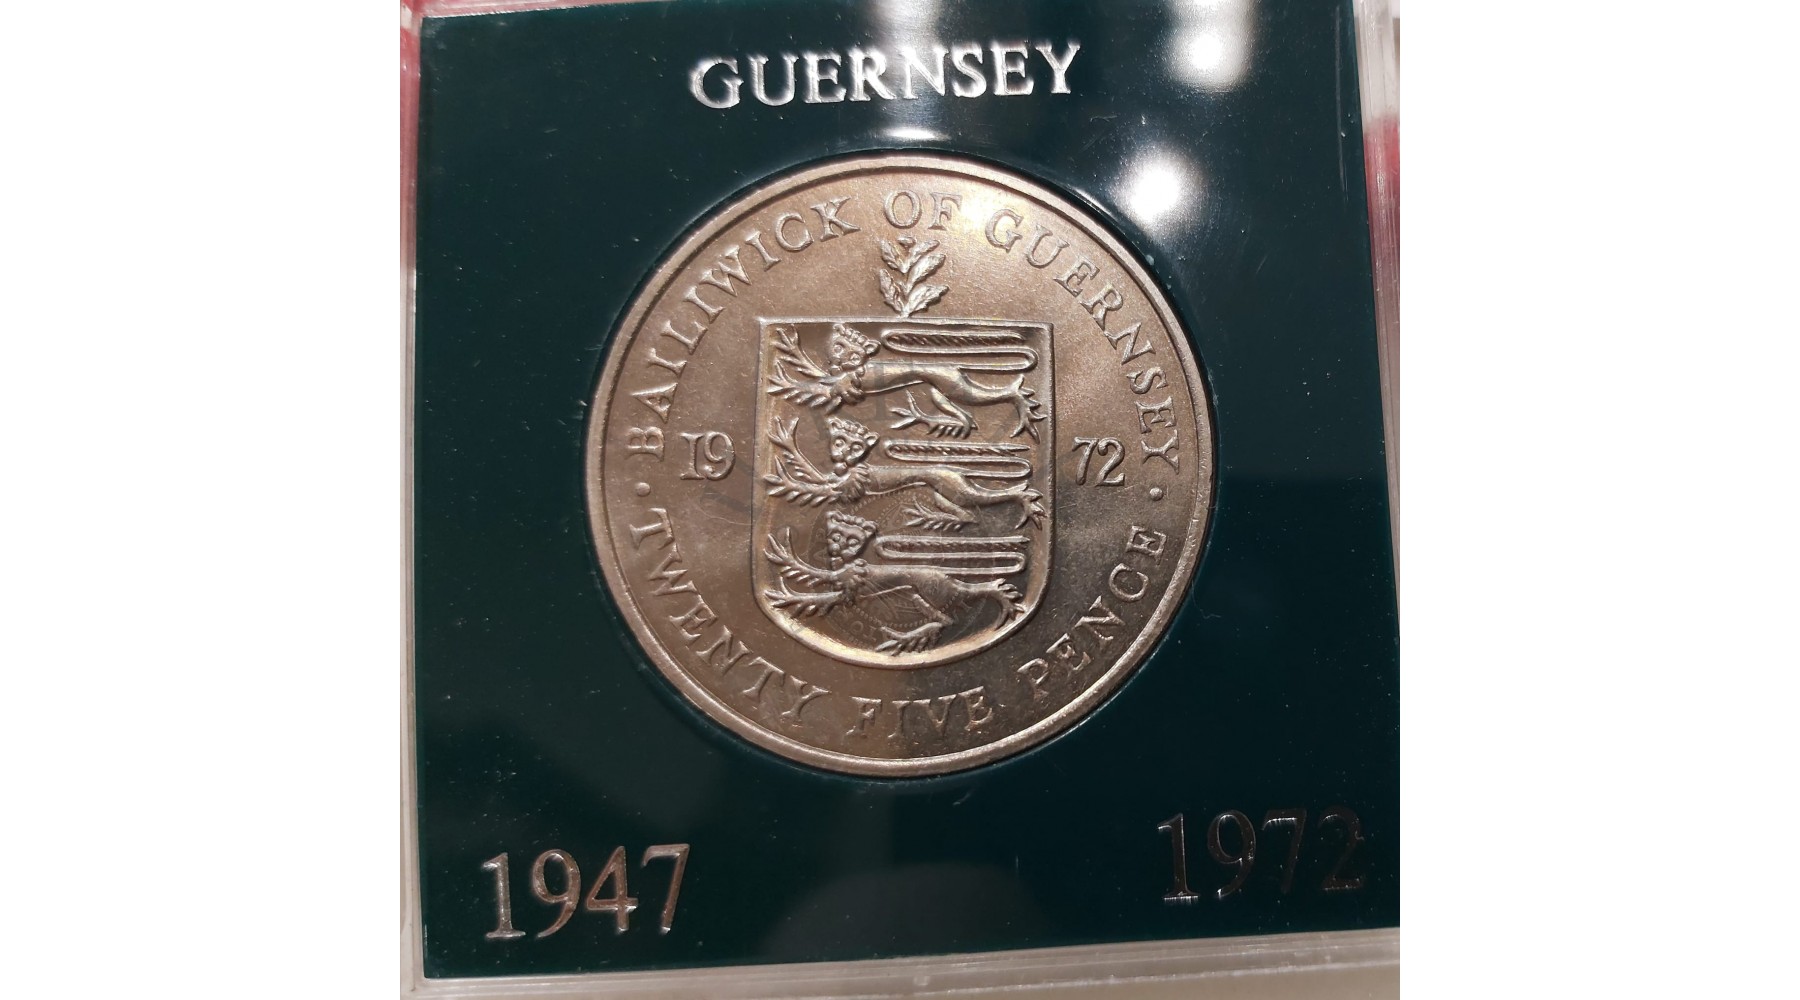 GUERNSEY
BAILIWICK OF GUERNSEY
19 72
TWENTY FIVE PENCE
1947 1972